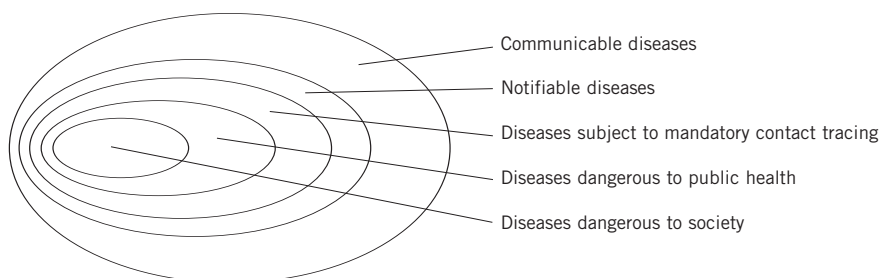 Communicable diseases
Notifiable diseases
Diseases subject to mandatory contact tracing
Diseases dangerous to public health
Diseases dangerous to society